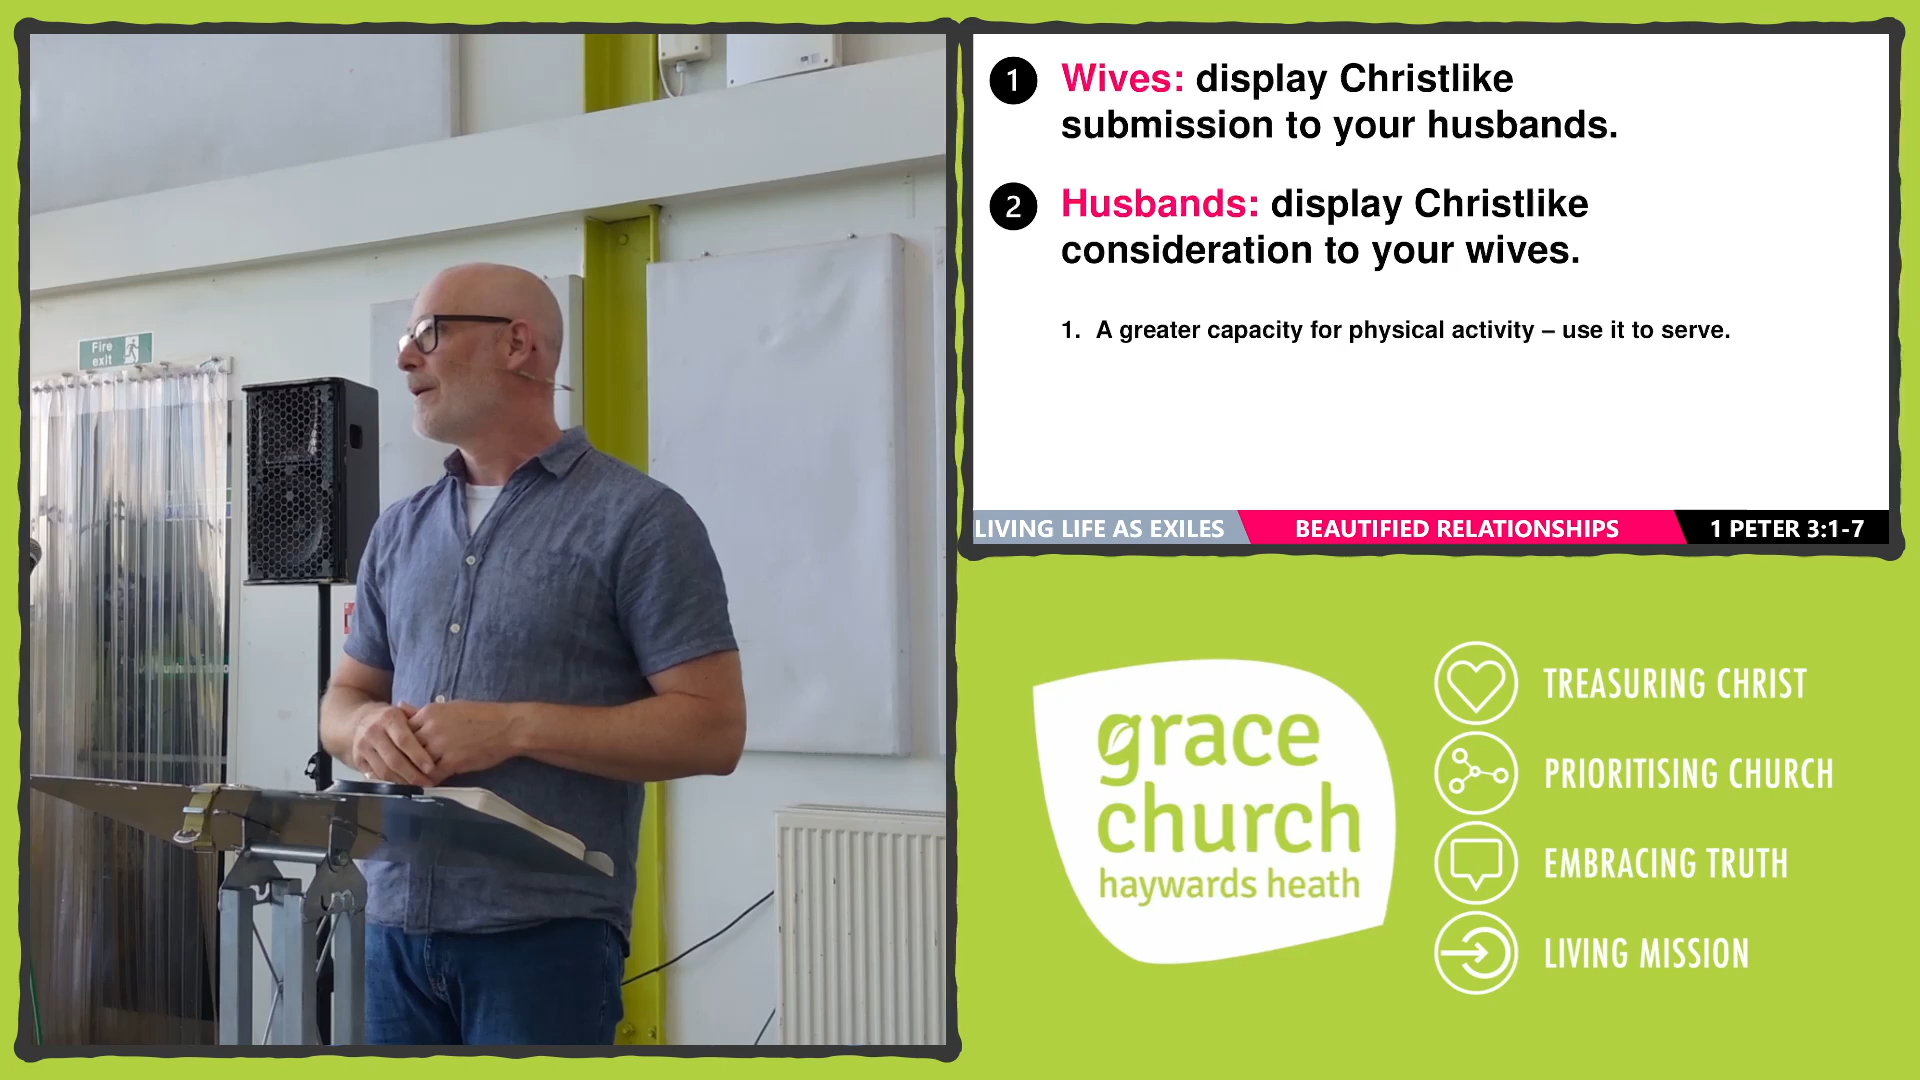 Fire
exit
1 Wives: display Christlike
submission to your husbands.
2 Husbands: display Christlike
consideration to your wives.
1. A greater capacity for physical activity – use it to serve.
LIVING LIFE AS EXILES BEAUTIFIED RELATIONSHIPS 1 PETER 3:1-7
grace
church
haywards heath
TREASURING CHRIST
PRIORITISING CHURCH
EMBRACING TRUTH
LIVING MISSION